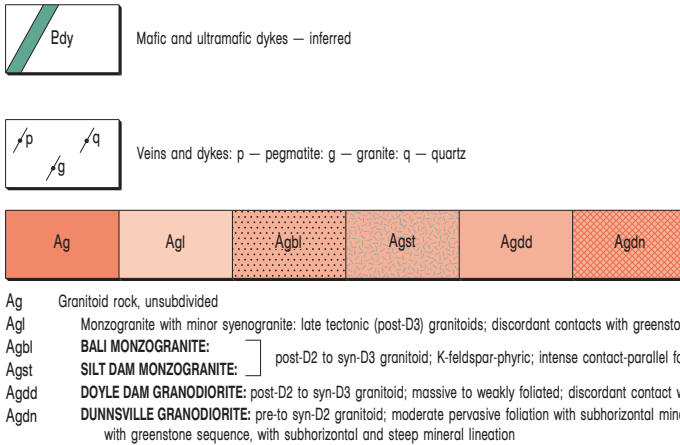 Pdy Mafic and ultramafic dykes — inferred
p q g Veins and dykes: p — pegmatite: g — granite: q — quartz
Ag Agl Agbl Agst Agdd Agdn
Ag Granitoid rock, unsubdivided
Agl Monzogranite with minor syenogranite: late tectonic (post-D3) granitoids; discordant contacts with
Agbl BALI MONZOGRANITE:
post-D2 to syn-D3 granitoid; K-feldspar-phyric; intense contact-parallel
Agst SILT DAM MONZOGRANITE:
Agdd DOYLE DAM GRANODIORITE: post-D2 to syn-D3 granitoid; massive to weakly foliated; discordant contact
Agdn DUNNSVILLE GRANODIORITE: pre-to syn-D2 granitoid; moderate pervasive foliation with subhorizontal
with greenstone sequence, with subhorizontal and steep mineral lineation